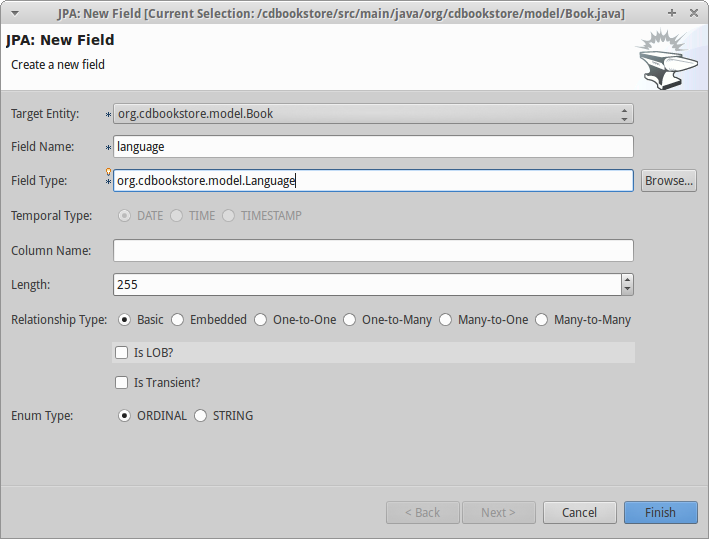 JPA: New Field [Current Selection: /cdbookstore/src/main/java/org/cdbookstore/model/Book.java]
JPA: New Field
Create a new field
Target Entity: * org.cdbookstore.model.Book
Field Name: * language
Field Type: * org.cdbookstore.model.Language Browse...
Temporal Type: DATE TIME TIMESTAMP
Column Name:
Length: 255
Relationship Type: Basic Embedded One-to-One One-to-Many Many-to-One Many-to-Many
Is LOB?
Is Transient?
Enum Type: ORDINAL STRING
< Back Next > Cancel Finish